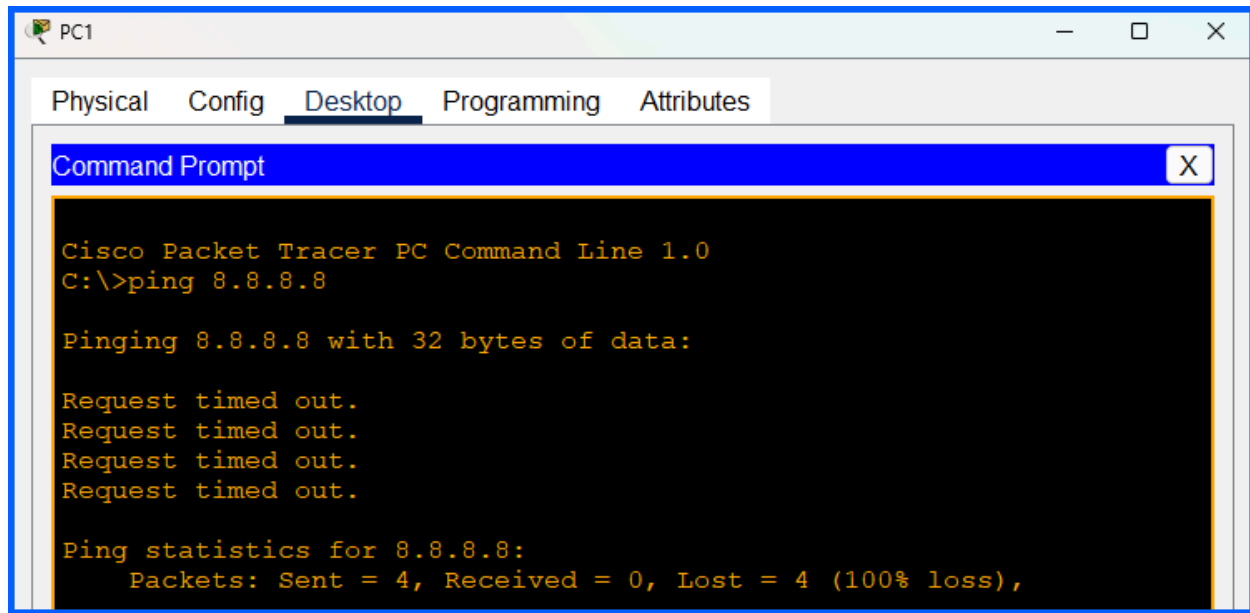 PC1
Physical Config Desktop Programming Attributes
Command Prompt X
Cisco Packet Tracer PC Command Line 1.0
C:\>ping 8.8.8.8
Pinging 8.8.8.8 with 32 bytes of data:
Request timed out.
Request timed out.
Request timed out.
Request timed out.
Ping statistics for 8.8.8.8:
Packets: Sent = 4, Received = 0, Lost = 4 (100% loss),